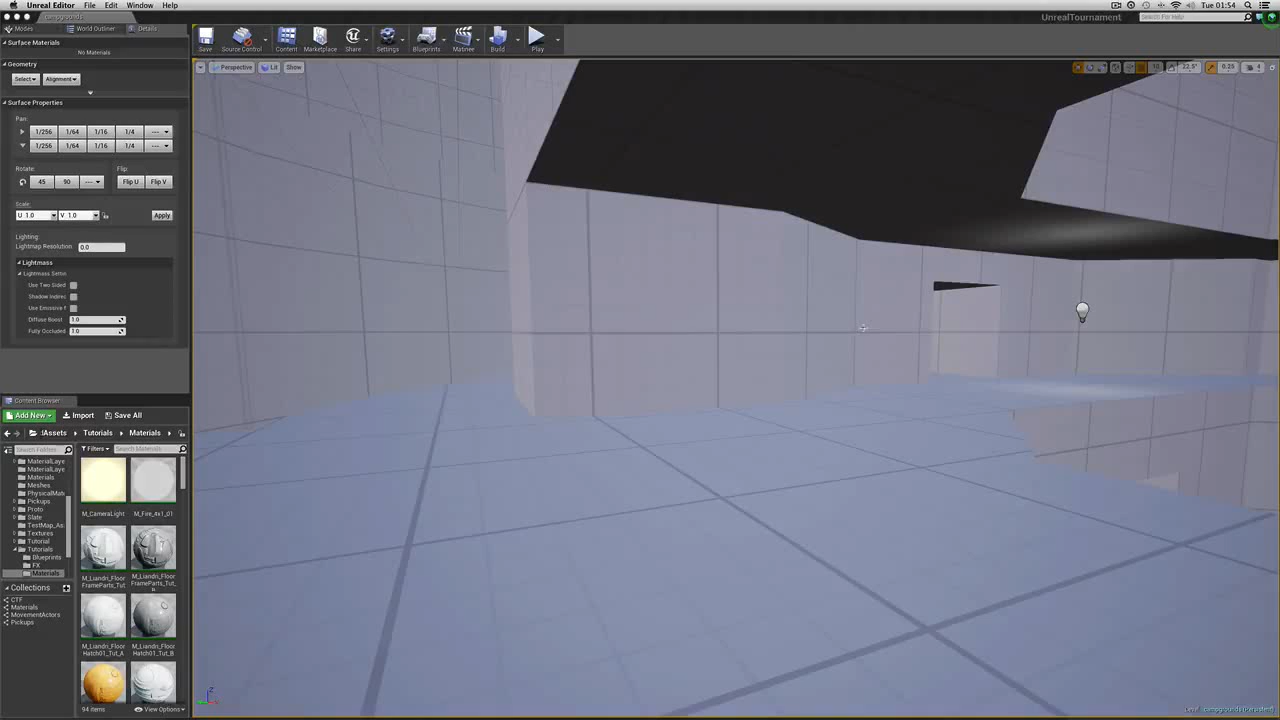 Unreal Editor File Edit Window Help Tue 01:54
campgrounds UnrealTournament Search For Help
Modes World Outliner Details
Save Source Control Content Marketplace Share Settings Blueprints Matinee Build Play
Surface Materials
No Materials
Geometry
Select Alignment
Surface Properties
Pan:
1/256 1/64 1/16 1/4 ---
1/256 1/64 1/16 1/4 ---
Rotate: Flip:
45 90 --- Flip U Flip V
Scale:
U 1.0 V 1.0 Apply
Lighting:
Lightmap Resolution 0.0
Lightmass
Lightmass Settin
Use Two Sided
Shadow Indirec
Use Emissive f
Diffuse Boost 1.0
Fully Occluded 1.0
Perspective Lit Show 10 22.5° 0.25 4
Content Browser
Add New Import Save All
!Assets Tutorials Materials
Search Folders Filters Search Materials
MaterialLaye
MaterialLaye
Materials
Meshes
PhysicalMat
Pickups
Proto
Slate
TestMap_As
Textures
Tutorial
Tutorials
Blueprints
FX
Materials
Collections
CTF
Materials
MovementActors
Pickups
M_CameraLight M_Fire_4x1_01
M_Liandri_Floor FrameParts_Tut M_Liandri_Floor FrameParts_Tut_
M_Liandri_Floor Hatch01_Tut_A M_Liandri_Floor Hatch01_Tut_B
94 items View Options
Level: campgrounds (Persistent)